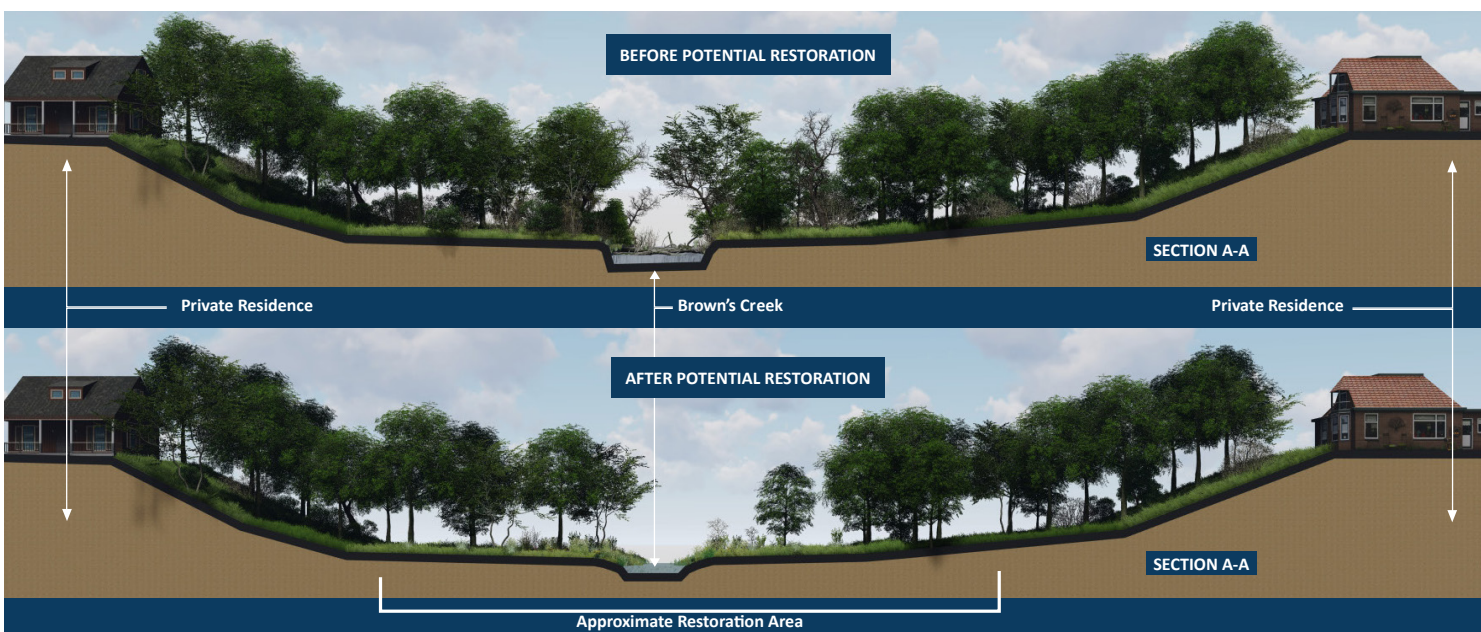 BEFORE POTENTIAL RESTORATION
SECTION A-A
Private Residence
Brown's Creek
Private Residence
AFTER POTENTIAL RESTORATION
SECTION A-A
Approximate Restoration Area